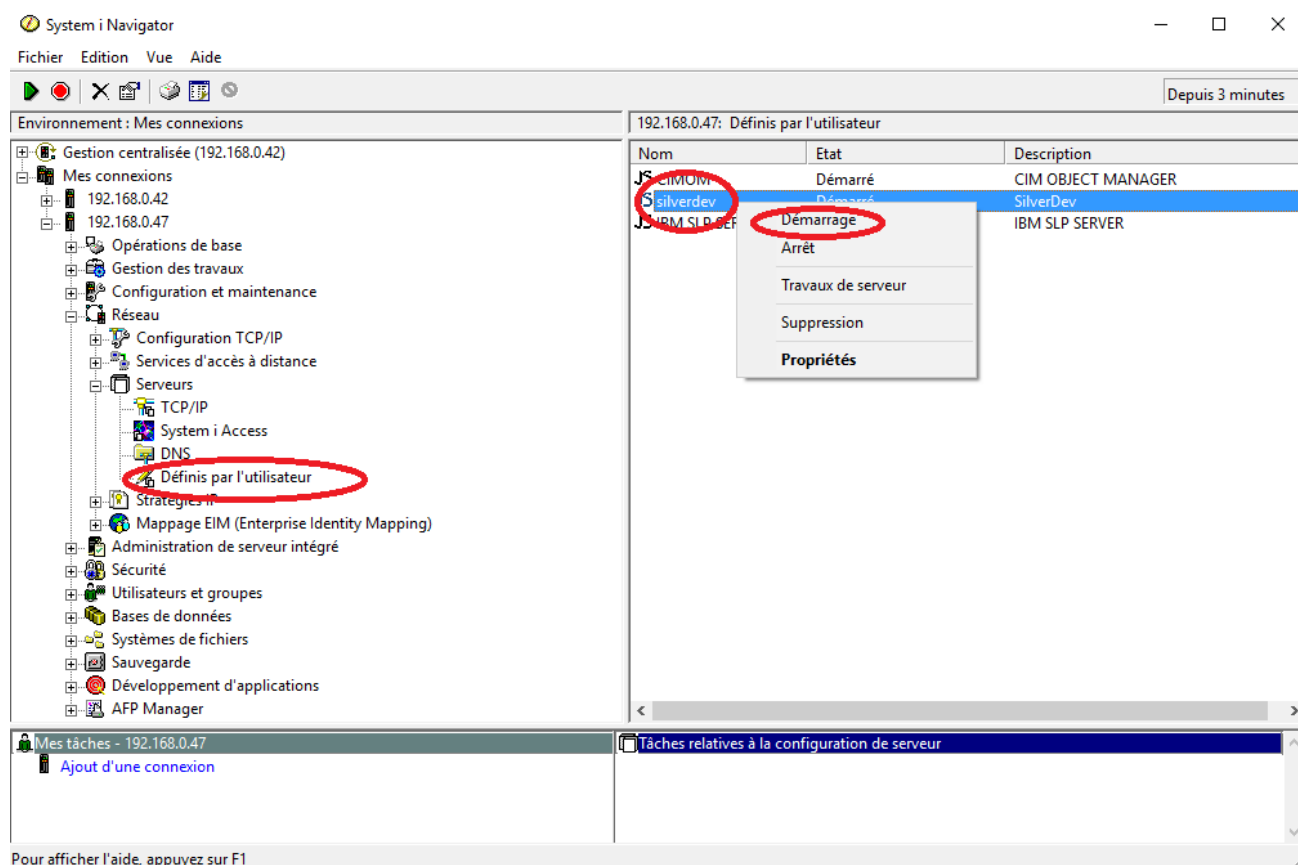 System i Navigator
Fichier Edition Vue Aide
Depuis 3 minutes
Environnement : Mes connexions
192.168.0.47: Définis par l'utilisateur
Gestion centralisée (192.168.0.42)
Mes connexions
192.168.0.42
192.168.0.47
Opérations de base
Gestion des travaux
Configuration et maintenance
Réseau
Configuration TCP/IP
Services d'accès à distance
Serveurs
TCP/IP
System i Access
DNS
Définis par l'utilisateur
Stratégies IP
Mappage EIM (Enterprise Identity Mapping)
Administration de serveur intégré
Sécurité
Utilisateurs et groupes
Bases de données
Systèmes de fichiers
Sauvegarde
Développement d'applications
AFP Manager
Nom Etat Description
CIMOM Démarré CIM OBJECT MANAGER
silverdev Démarré SilverDev
IBM SLP SER IBM SLP SERVER
Démarrage
Arrêt
Travaux de serveur
Suppression
Propriétés
Mes tâches - 192.168.0.47
Ajout d'une connexion
Tâches relatives à la configuration de serveur
Pour afficher l'aide, appuyez sur F1